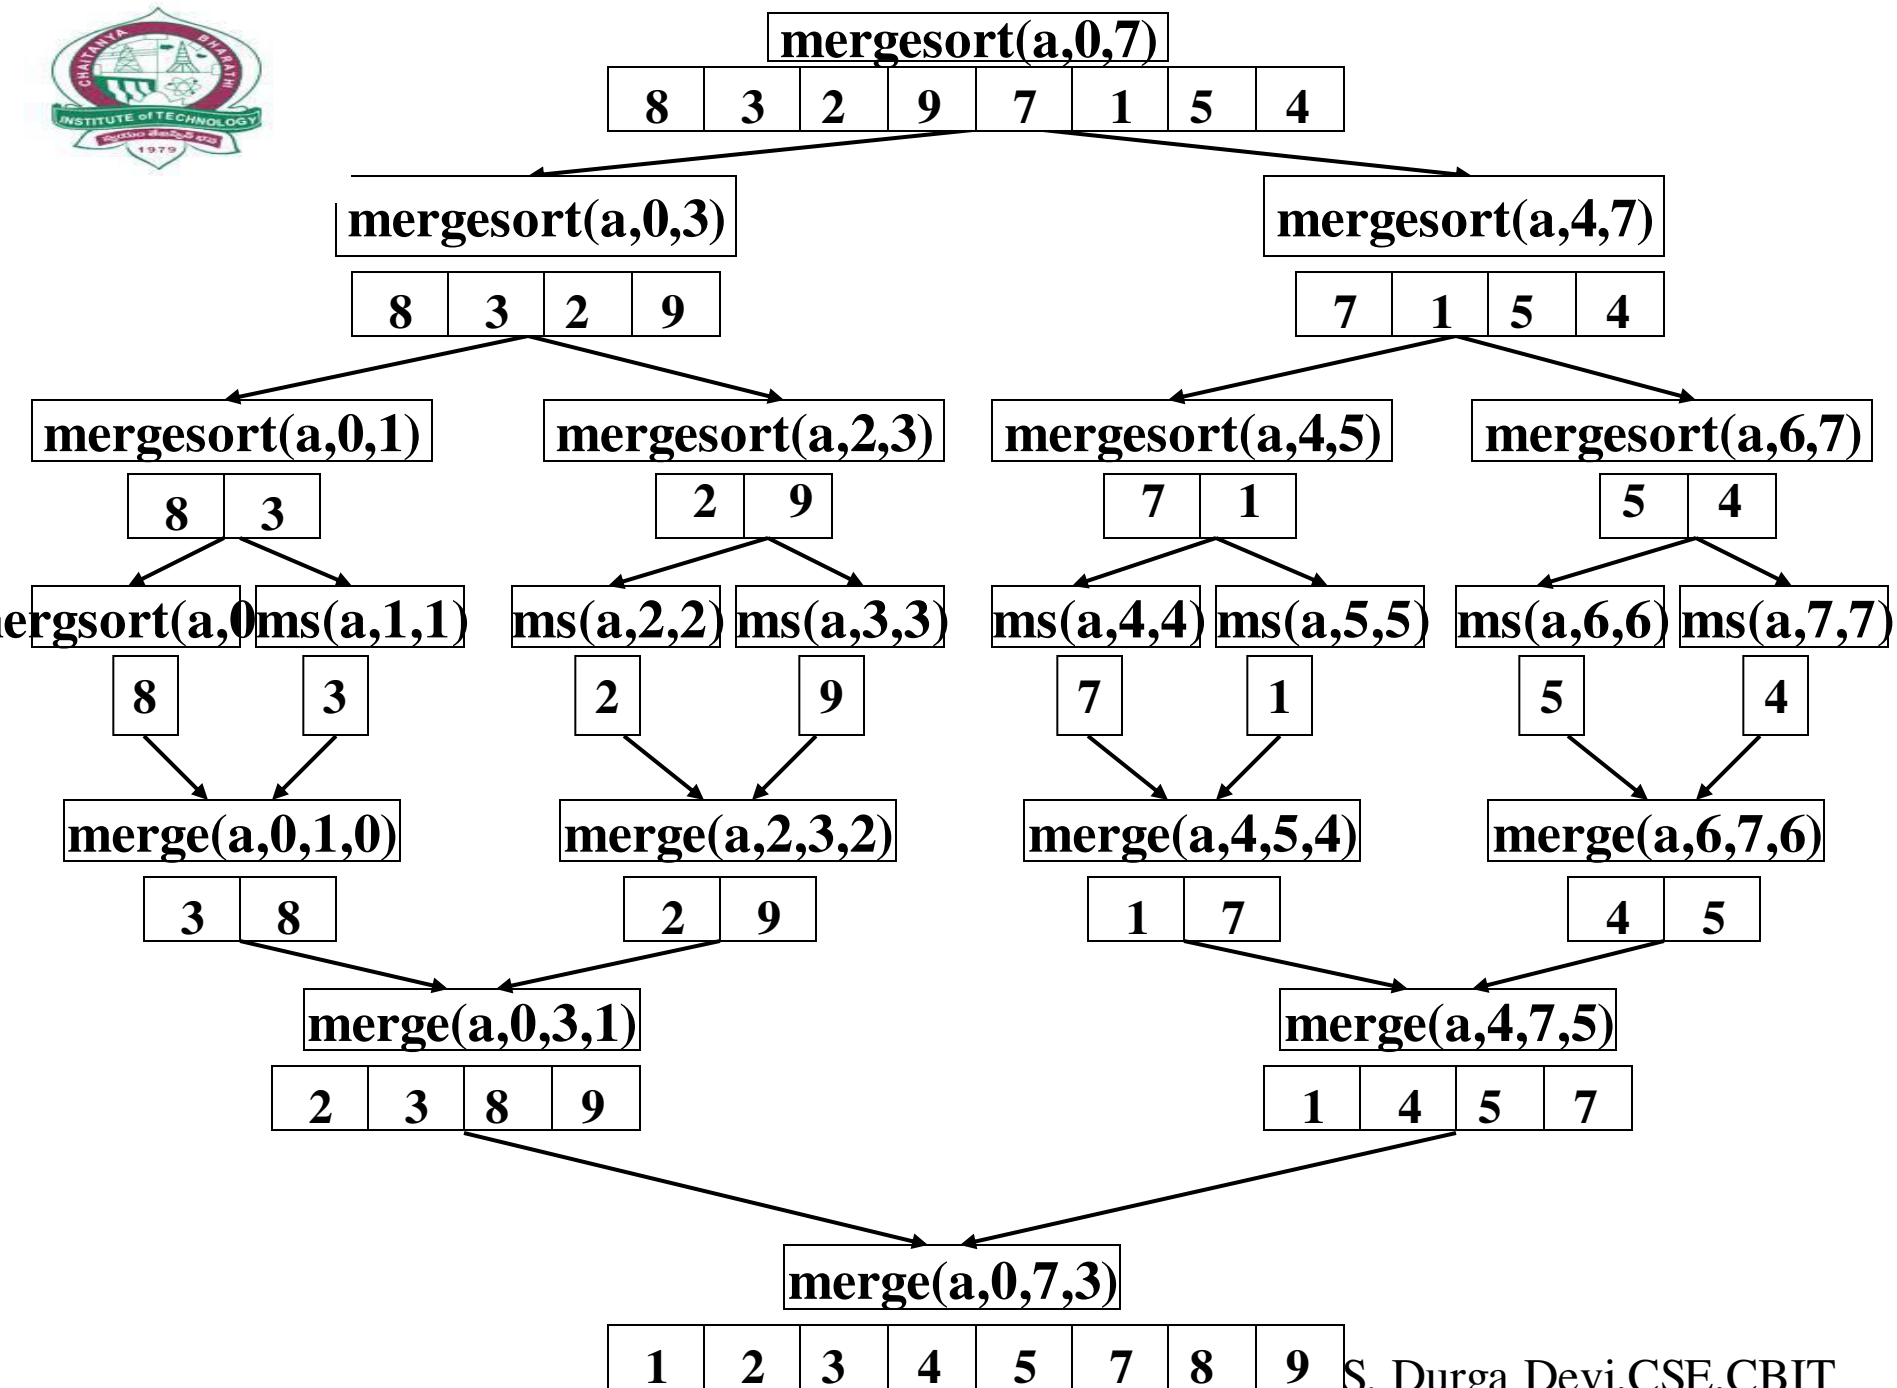 CHAITANYA BHARATHI
INSTITUTE of TECHNOLOGY
1979
mergesort(a,0,7)
8 3 2 9 7 1 5 4
mergesort(a,0,3) mergesort(a,4,7)
8 3 2 9 7 1 5 4
mergesort(a,0,1) mergesort(a,2,3) mergesort(a,4,5) mergesort(a,6,7)
8 3 2 9 7 1 5 4
ergsort(a,0 ms(a,1,1) ms(a,2,2) ms(a,3,3) ms(a,4,4) ms(a,5,5) ms(a,6,6) ms(a,7,7)
8 3 2 9 7 1 5 4
merge(a,0,1,0) merge(a,2,3,2) merge(a,4,5,4) merge(a,6,7,6)
3 8 2 9 1 7 4 5
merge(a,0,3,1) merge(a,4,7,5)
2 3 8 9 1 4 5 7
merge(a,0,7,3)
1 2 3 4 5 7 8 9
S. Durga Devi,CSE,CBIT